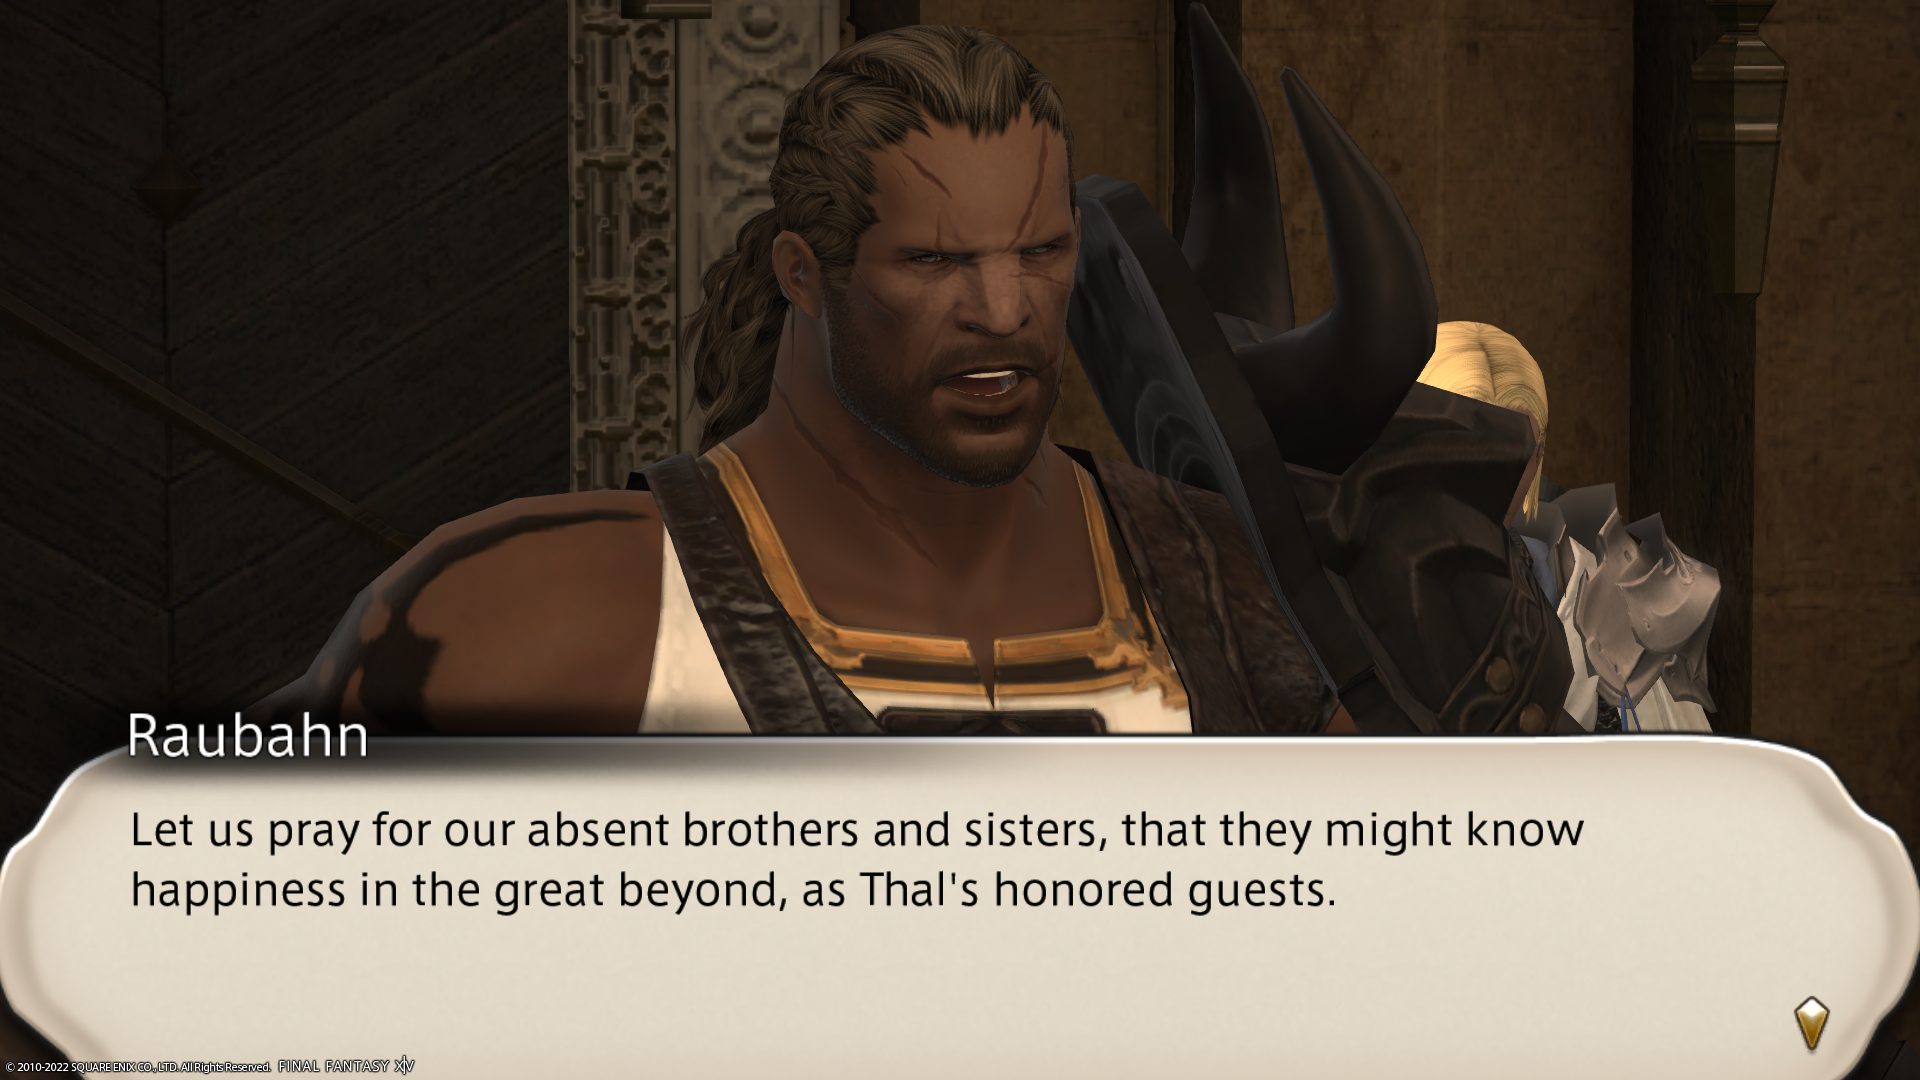 Raubahn
Let us pray for our absent brothers and sisters, that they might know
happiness in the great beyond, as Thal's honored guests.
© 2010-2022 SQUARE ENIX CO., LTD. All Rights Reserved. FINAL FANTASY XIV